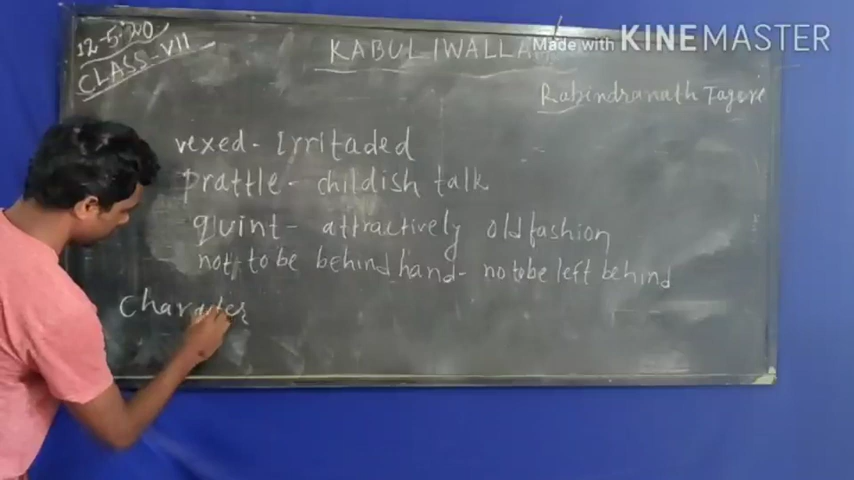 12-5-20
CLASS-VII
KABULIWALLA
Made with KINEMASTER
Rabindranath Tagore
vexed - Irritaded
prattle - childish talk
quint - attractively old fashion
not to be behind hand - no to be left behind
character